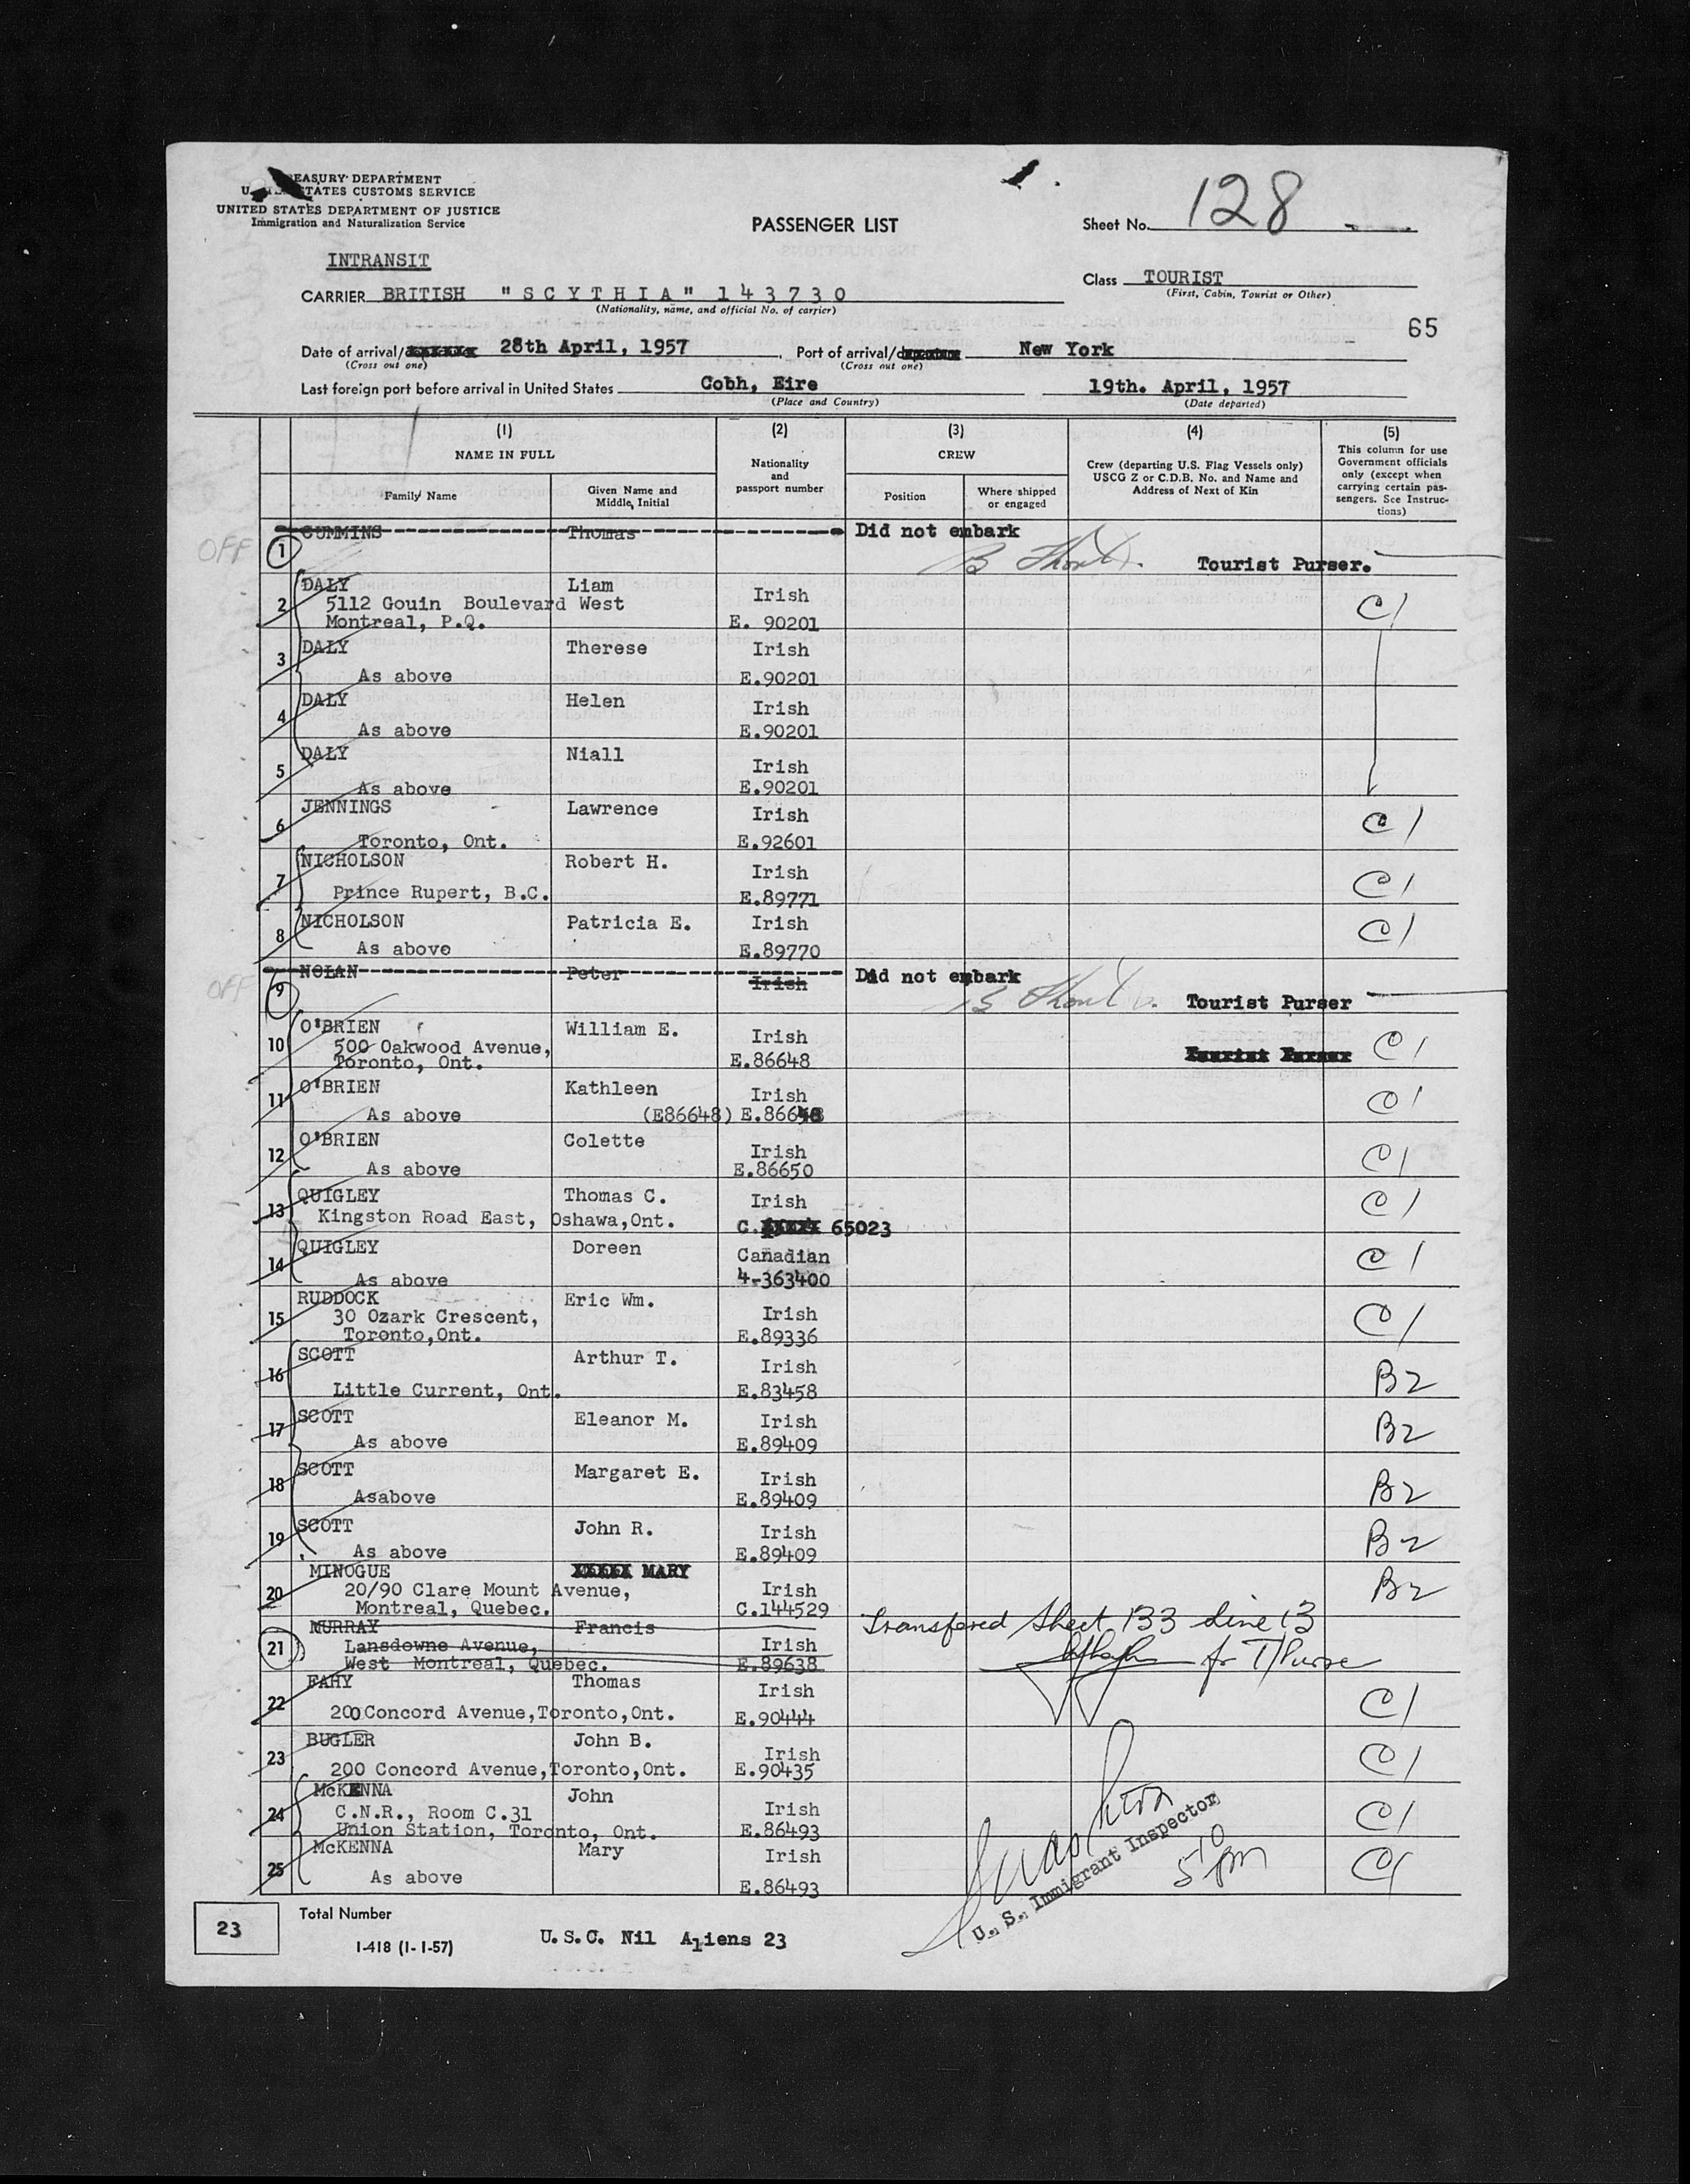 TREASURY DEPARTMENT
UNITED STATES CUSTOMS SERVICE
UNITED STATES DEPARTMENT OF JUSTICE
Immigration and Naturalization Service
PASSENGER LIST
Sheet No. 128
INTRANSIT
Class TOURIST
(First, Cabin, Tourist or Other)
CARRIER BRITISH "SCYTHIA" 143730
(Nationality, name, and official No. of carrier)
65
Date of arrival/ 28th April, 1957. Port of arrival/ New York
(Cross out one) (Cross out one)
Last foreign port before arrival in United States Cobh, Eire 19th. April, 1957
(Place and Country) (Date departed)
(1) (2) (3) (4) (5)
NAME IN FULL
Family Name
Given Name and Middle Initial
Nationality and passport number
CREW
Position
Where shipped or engaged
Crew (departing U.S. Flag Vessels only) USCG Z or C.D.B. No. and Name and Address of Next of Kin
This column for use Government officials only (except when carrying certain passengers. See Instructions)
OFF 1 CUMMINS Thomas Did not embark
Tourist Purser.
2 DALY Liam
5112 Gouin Boulevard West Irish C1
Montreal, P.Q. E. 90201
3 DALY Therese Irish
As above E.90201
4 DALY Helen Irish
As above E.90201
5 DALY Niall Irish
As above E.90201
6 JENNINGS Lawrence Irish C1
Toronto, Ont. E.92601
7 NICHOLSON Robert H. Irish C1
Prince Rupert, B.C. E.89771
8 NICHOLSON Patricia E. Irish C1
As above E.89770
OFF 9 NOLAN Peter Irish Did not embark
Tourist Purser
10 O'BRIEN William E. Irish C1
500 Oakwood Avenue,
Toronto, Ont. E.86648
Tourist Purser
11 O'BRIEN Kathleen Irish C1
As above (E86648) E.86648
12 O'BRIEN Colette Irish C1
As above E.86650
13 QUIGLEY Thomas C. Irish C1
Kingston Road East, Oshawa,Ont. C. 65023
14 QUIGLEY Doreen Canadian C1
As above 4-363400
15 RUDDOCK Eric Wm. Irish C1
30 Ozark Crescent,
Toronto,Ont. E.89336
16 SCOTT Arthur T. Irish B2
Little Current, Ont. E.83458
17 SCOTT Eleanor M. Irish B2
As above E.89409
18 SCOTT Margaret E. Irish B2
Asabove E.89409
19 SCOTT John R. Irish B2
As above E.89409
20 MINOGUE MARY B2
20/90 Clare Mount Avenue, Irish
Montreal, Quebec. C.144529
21 MURRAY Francis Transfered Sheet 133 line 13
Lansdowne Avenue, Irish
West Montreal, Quebec. E.89638 for T/Purser
22 FAHY Thomas Irish C1
200 Concord Avenue,Toronto,Ont. E.90444
23 BUGLER John B. Irish C1
200 Concord Avenue,Toronto,Ont. E.90435
24 McKENNA John
C.N.R., Room C.31 Irish C1
Union Station, Toronto, Ont. E.86493
25 McKENNA Mary Irish C1
As above E.86493
U. S. Immigrant Inspector
5 10 pm
23 Total Number
I-418 (1-1-57)
U.S.C. Nil Aliens 23